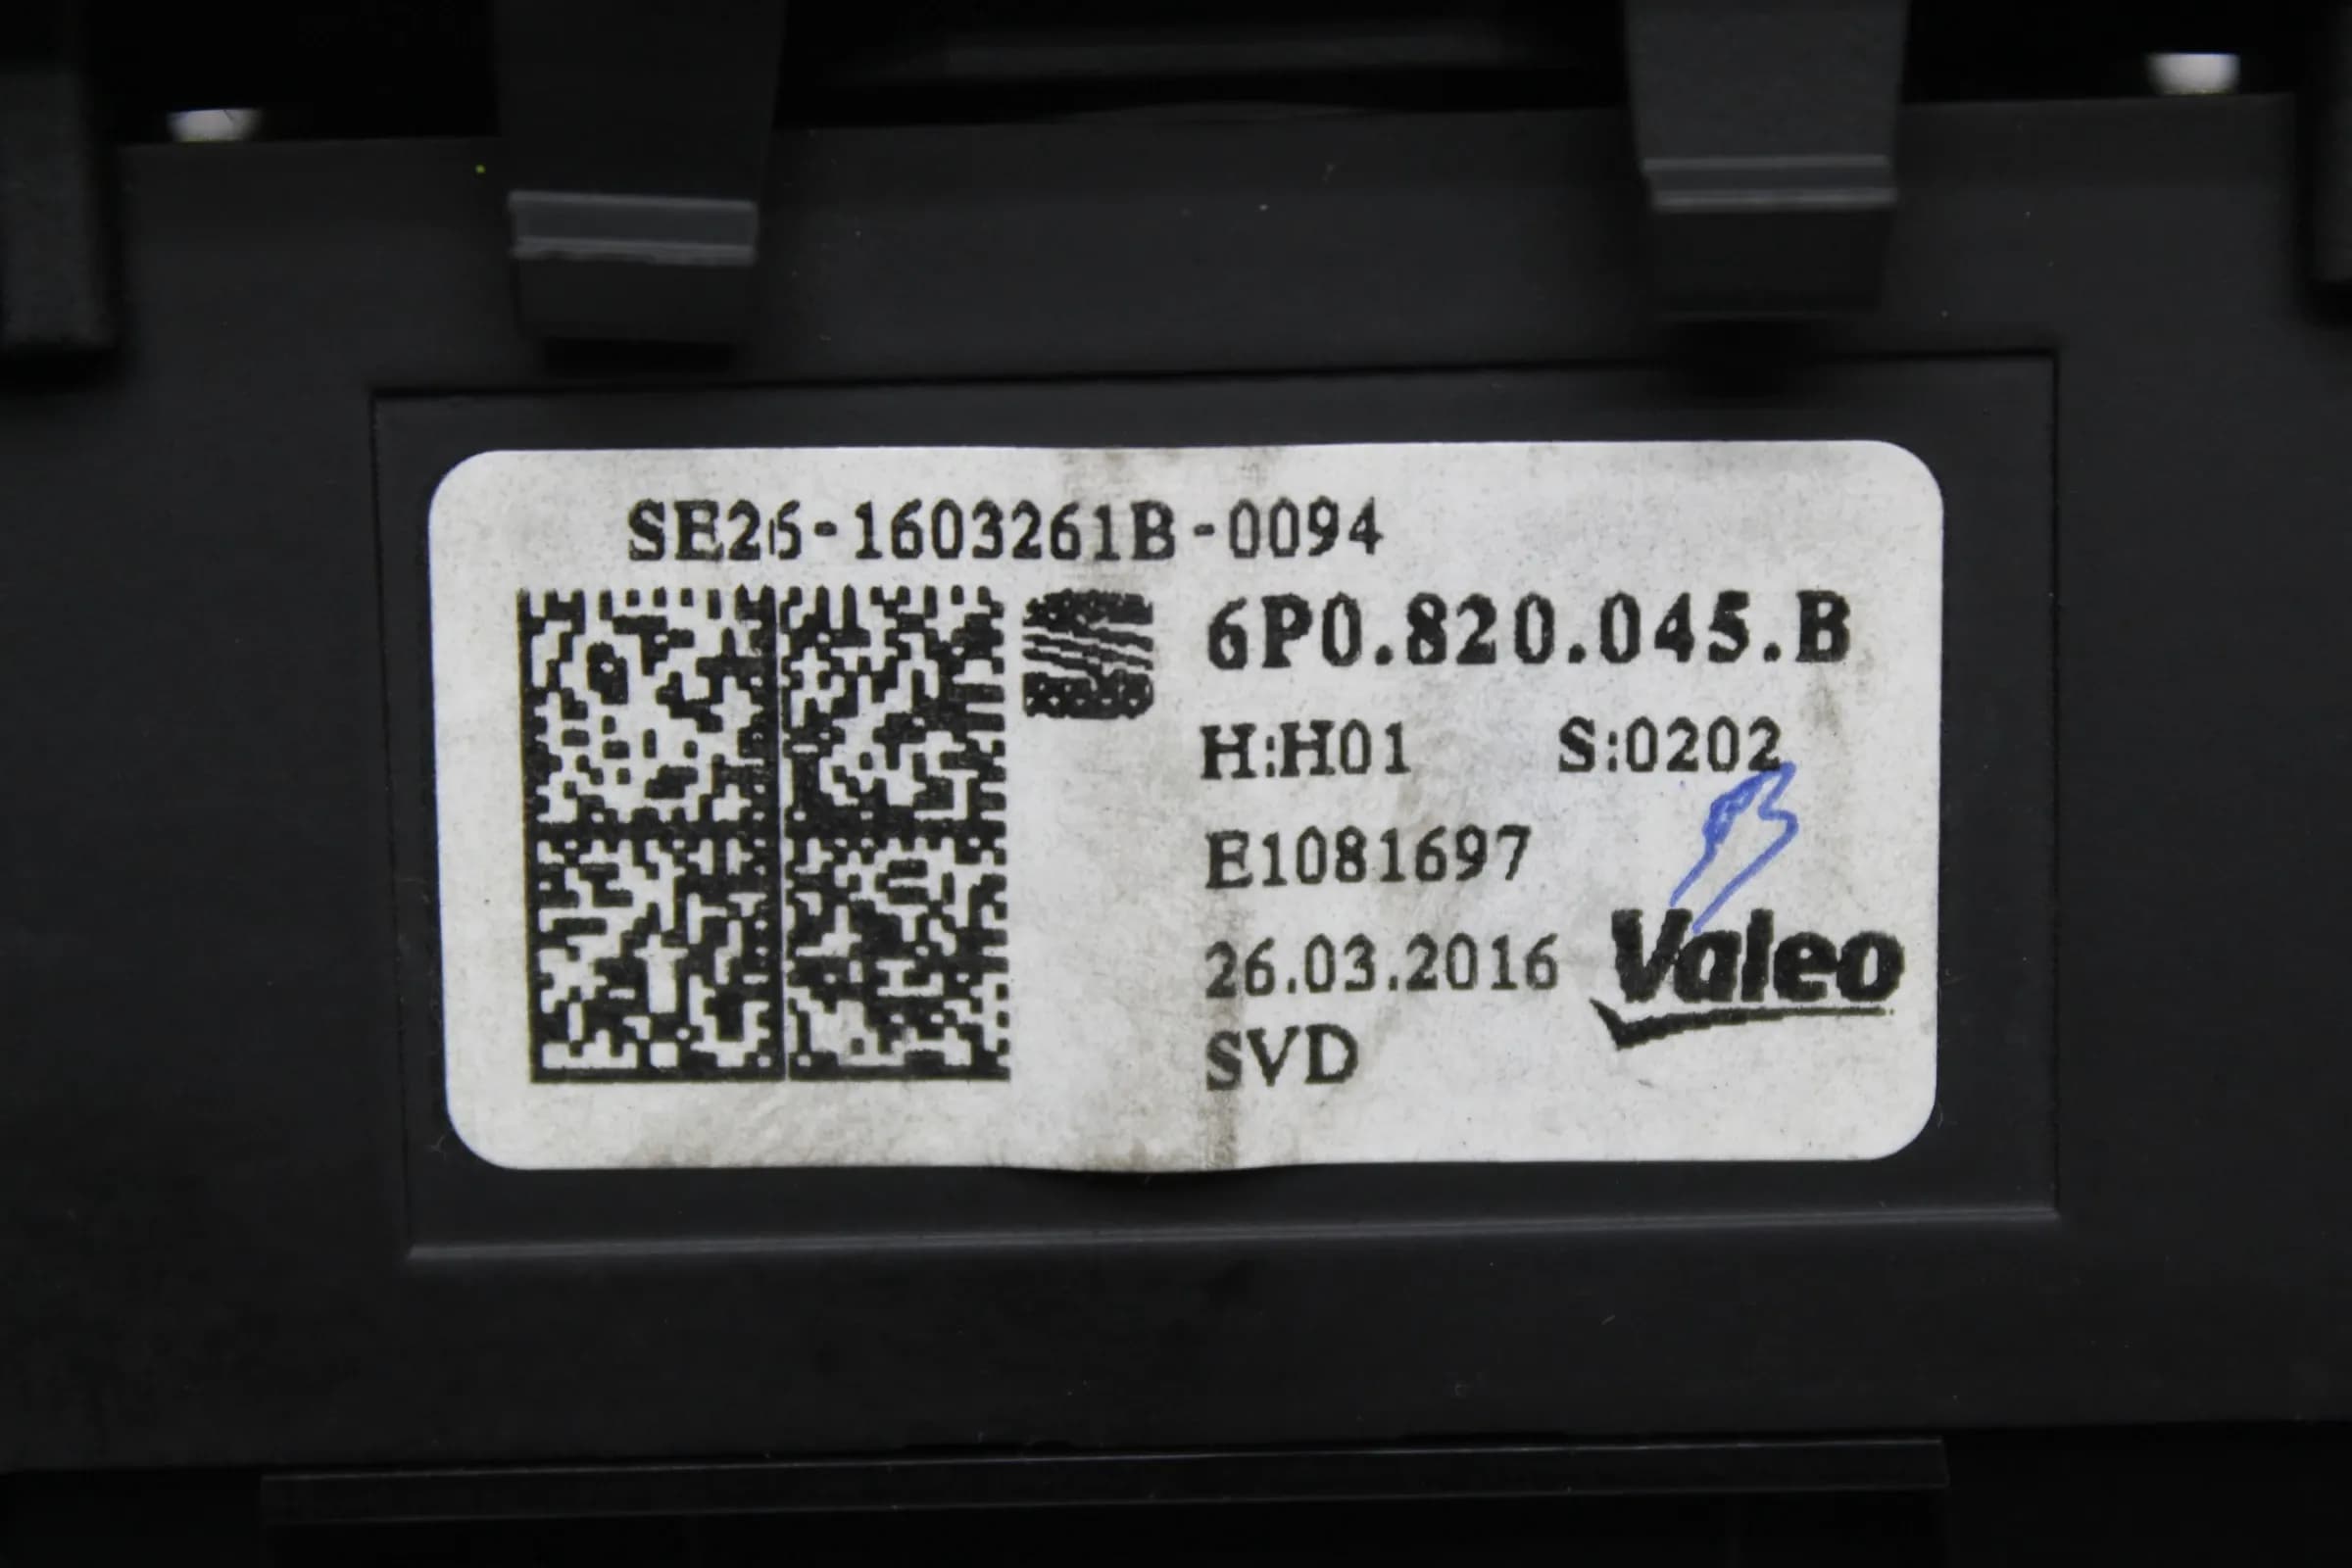 SE26-1603261B-0094
6P0.820.045.B
H:H01 S:0202
E1081697
26.03.2016 Valeo
SVD